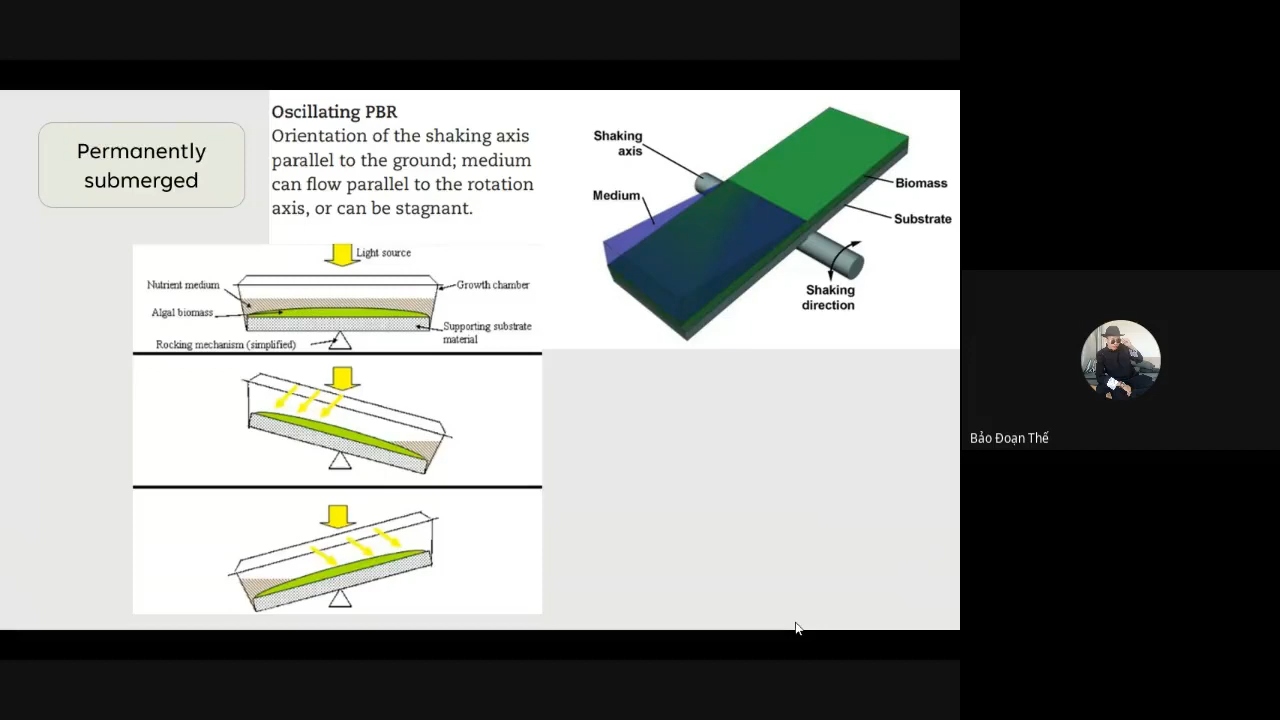 Permanently
submerged
Oscillating PBR
Orientation of the shaking axis
parallel to the ground; medium
can flow parallel to the rotation
axis, or can be stagnant.
Light source
Nutrient medium
Growth chamber
Algal biomass
Supporting substrate
material
Rocking mechanism (simplified)
Shaking
axis
Medium
Biomass
Substrate
Shaking
direction
Bảo Đoạn Thế